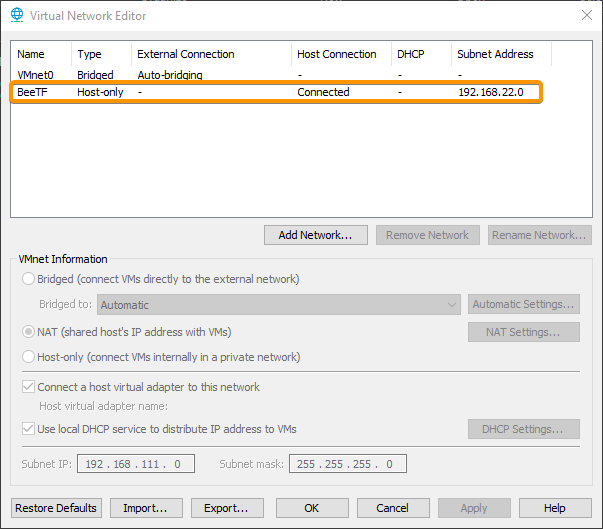 Virtual Network Editor
Name Type External Connection Host Connection DHCP Subnet Address
VMnet0 Bridged Auto-bridging - - -
BeeTF Host-only - Connected - 192.168.22.0
Add Network... Remove Network Rename Network...
VMnet Information
Bridged (connect VMs directly to the external network)
Bridged to: Automatic Automatic Settings...
NAT (shared host's IP address with VMs) NAT Settings...
Host-only (connect VMs internally in a private network)
Connect a host virtual adapter to this network
Host virtual adapter name:
Use local DHCP service to distribute IP address to VMs DHCP Settings...
Subnet IP: 192 . 168 . 111 . 0 Subnet mask: 255 . 255 . 255 . 0
Restore Defaults Import... Export... OK Cancel Apply Help